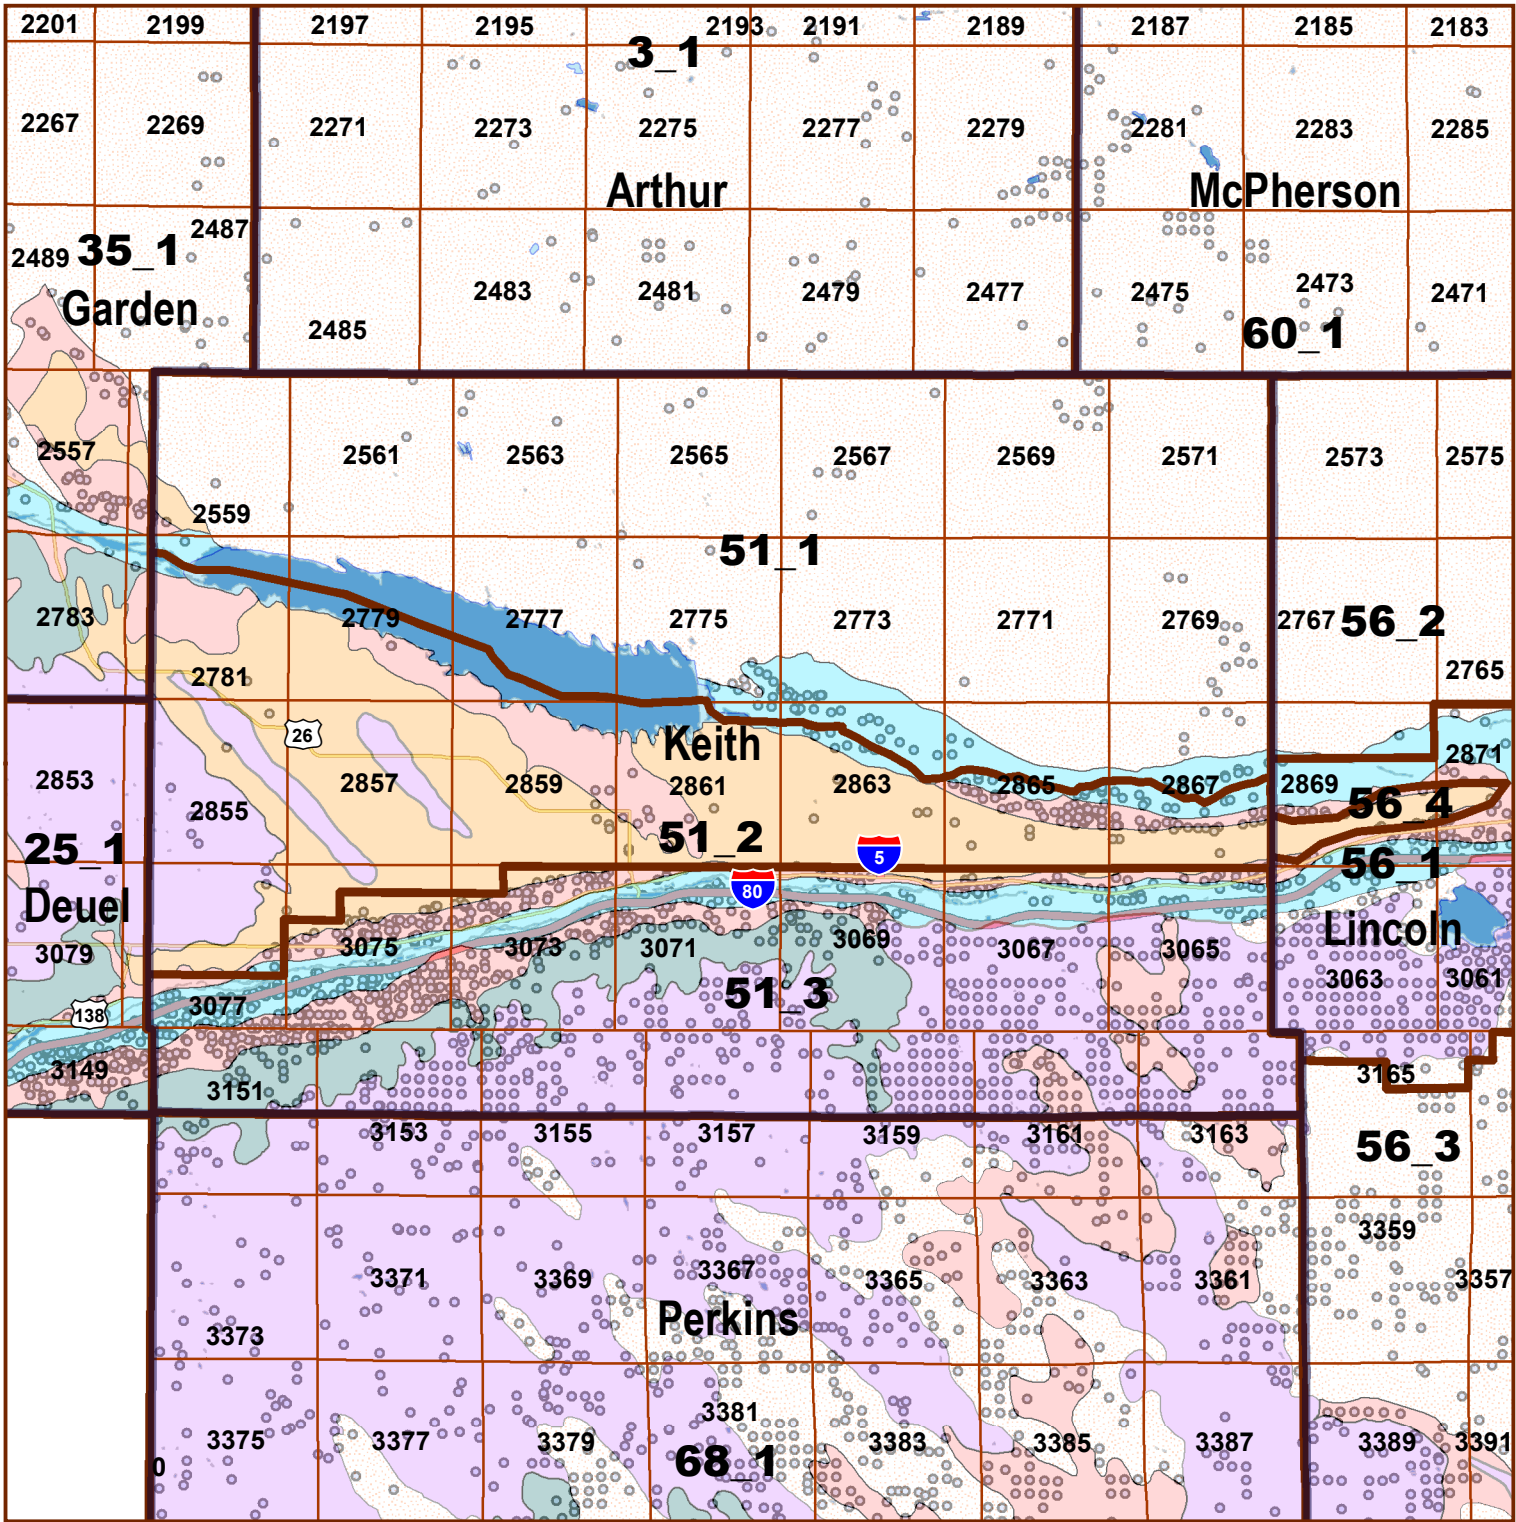 2201 2199 2197 2195 2193 2191 2189 2187 2185 2183
3_1
2267 2269 2271 2273 2275 2277 2279 2281 2283 2285
Arthur McPherson
2489 35_1 2487
Garden 2485 2483 2481 2479 2477 2475 2473 2471
60_1
2557 2561 2563 2565 2567 2569 2571 2573 2575
2559
51_1
2783 2779 2777 2775 2773 2771 2769 2767 56_2
2781 2765
26 Keith
2853 2857 2859 2861 2863 2865 2867 2869 2871
2855 56_4
25_1 51_2 5 56_1
Deuel 80 Lincoln
3079 3075 3073 3071 3069 3067 3065
138 3077 51_3 3063 3061
3149 3151 3165
3153 3155 3157 3159 3161 3163 56_3
3359
3371 3369 3367 3365 3363 3361 3357
3373 Perkins
3381
3375 3377 3379 3383 3385 3387 3389 3391
0 68_1